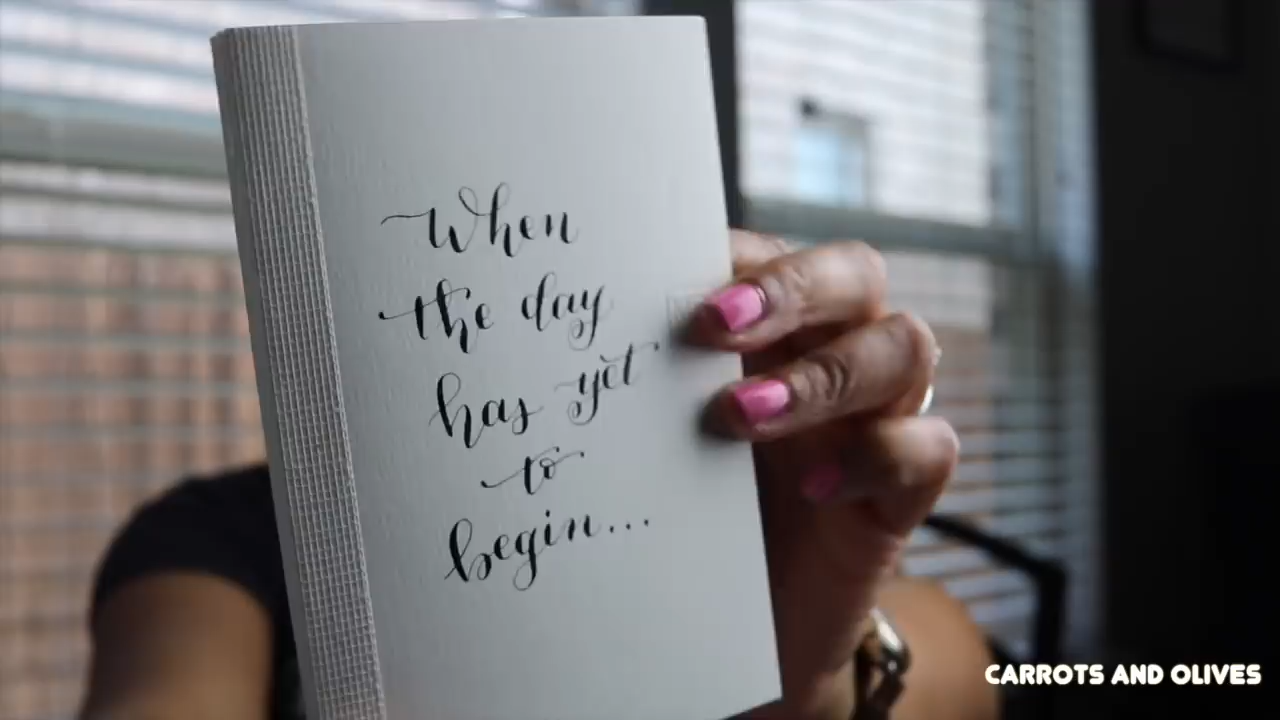 When
the day
has yet
to
begin...
CARROTS AND OLIVES